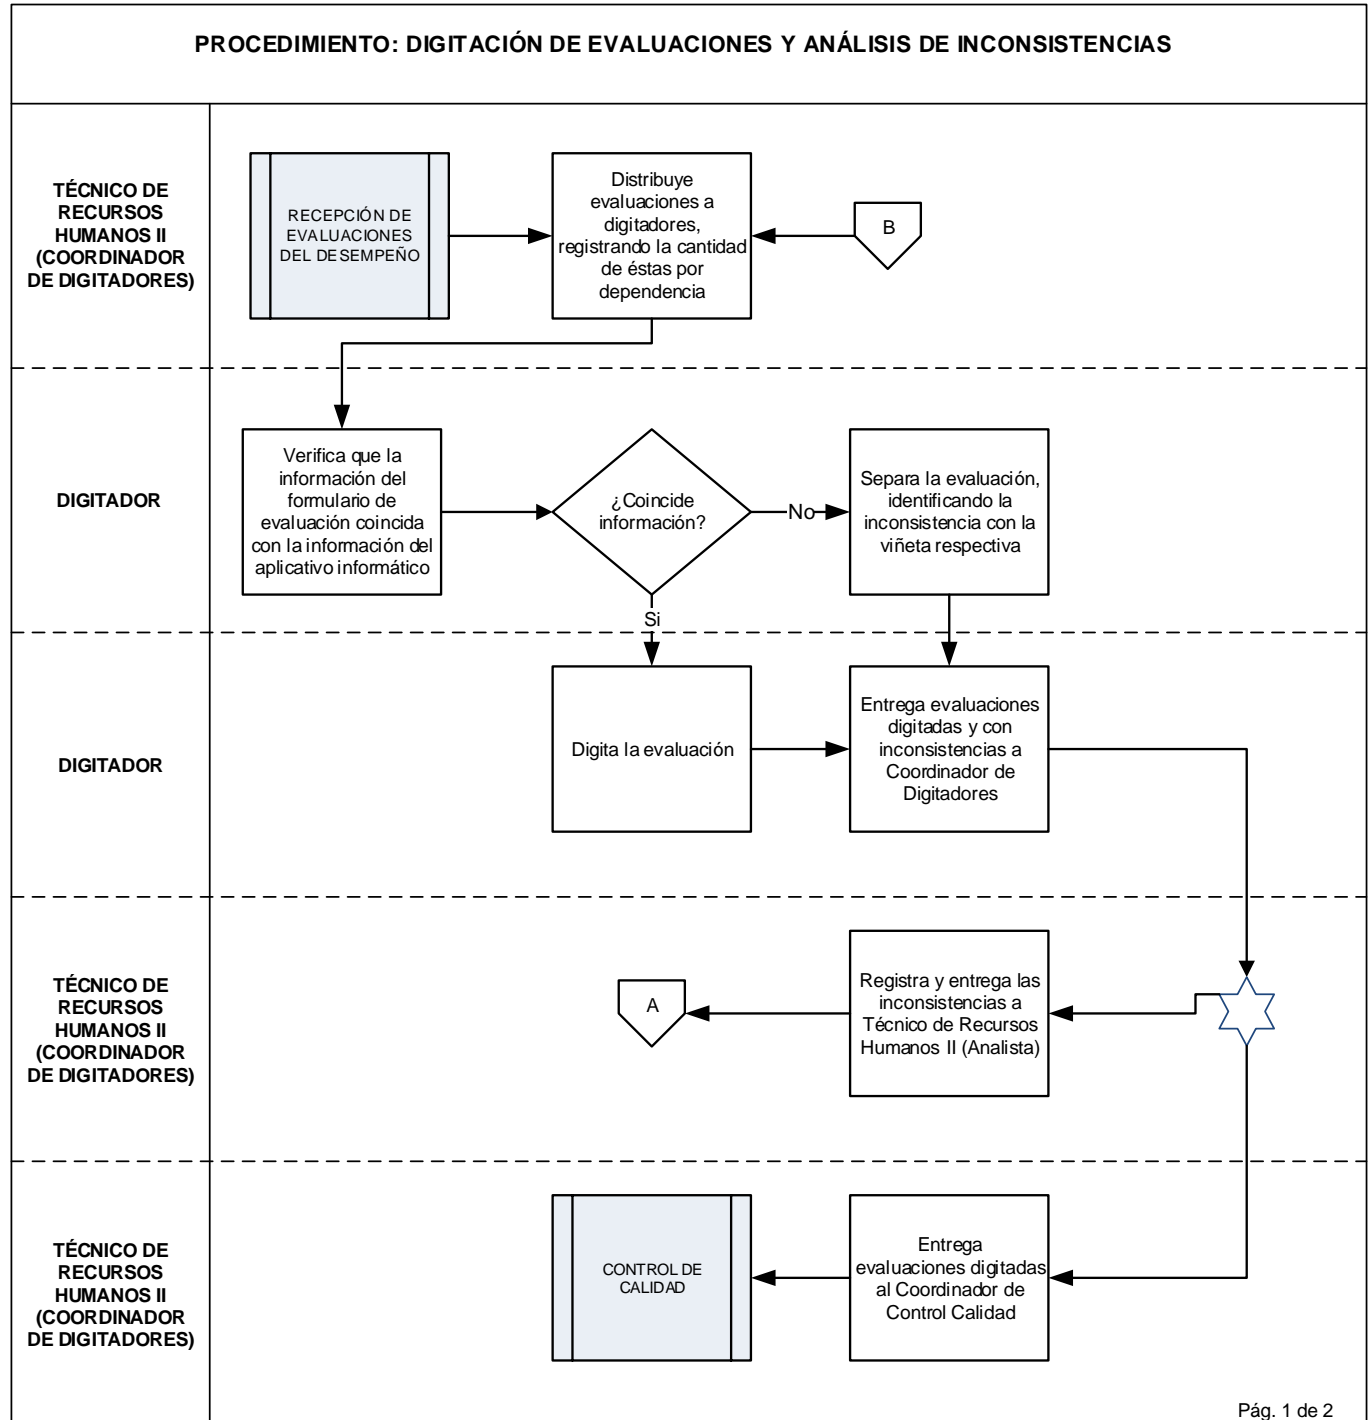 PROCEDIMIENTO: DIGITACIÓN DE EVALUACIONES Y ANÁLISIS DE INCONSISTENCIAS
TÉCNICO DE
RECURSOS
HUMANOS II
(COORDINADOR
DE DIGITADORES)
RECEPCIÓN DE
EVALUACIONES
DEL DESEMPEÑO
Distribuye
evaluaciones a
digitadores,
registrando la cantidad
de éstas por
dependencia
B
DIGITADOR
Verifica que la
información del
formulario de
evaluación coincida
con la información del
aplicativo informático
¿Coincide
información?
No
Separa la evaluación,
identificando la
inconsistencia con la
viñeta respectiva
Si
DIGITADOR
Digita la evaluación
Entrega evaluaciones
digitadas y con
inconsistencias a
Coordinador de
Digitadores
TÉCNICO DE
RECURSOS
HUMANOS II
(COORDINADOR
DE DIGITADORES)
A
Registra y entrega las
inconsistencias a
Técnico de Recursos
Humanos II (Analista)
TÉCNICO DE
RECURSOS
HUMANOS II
(COORDINADOR
DE DIGITADORES)
CONTROL DE
CALIDAD
Entrega
evaluaciones digitadas
al Coordinador de
Control Calidad
Pág. 1 de 2